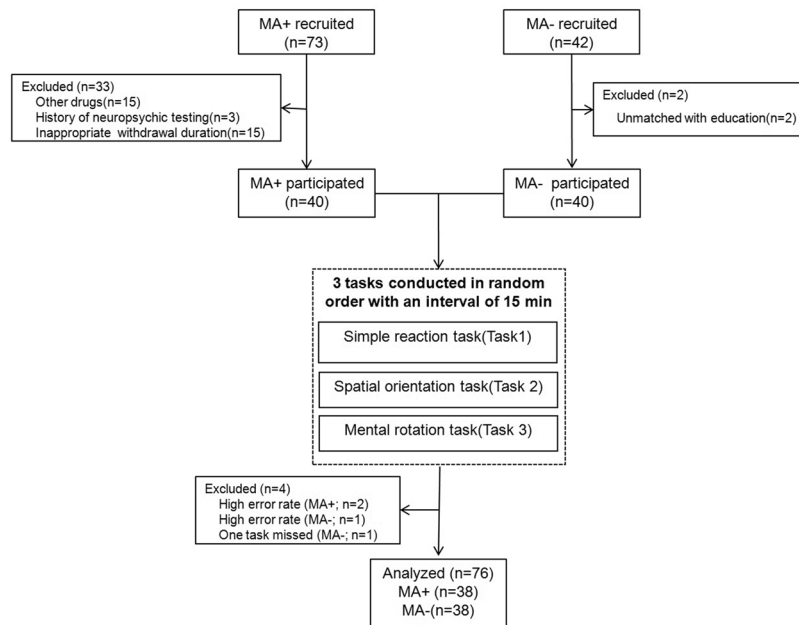 MA+ recruited
(n=73)
MA- recruited
(n=42)
Excluded (n=33)
Other drugs(n=15)
History of neuropsychic testing(n=3)
Inappropriate withdrawal duration(n=15)
Excluded (n=2)
Unmatched with education(n=2)
MA+ participated
(n=40)
MA- participated
(n=40)
3 tasks conducted in random
order with an interval of 15 min
Simple reaction task(Task1)
Spatial orientation task(Task 2)
Mental rotation task(Task 3)
Excluded (n=4)
High error rate (MA+; n=2)
High error rate (MA-; n=1)
One task missed (MA-; n=1)
Analyzed (n=76)
MA+ (n=38)
MA-(n=38)